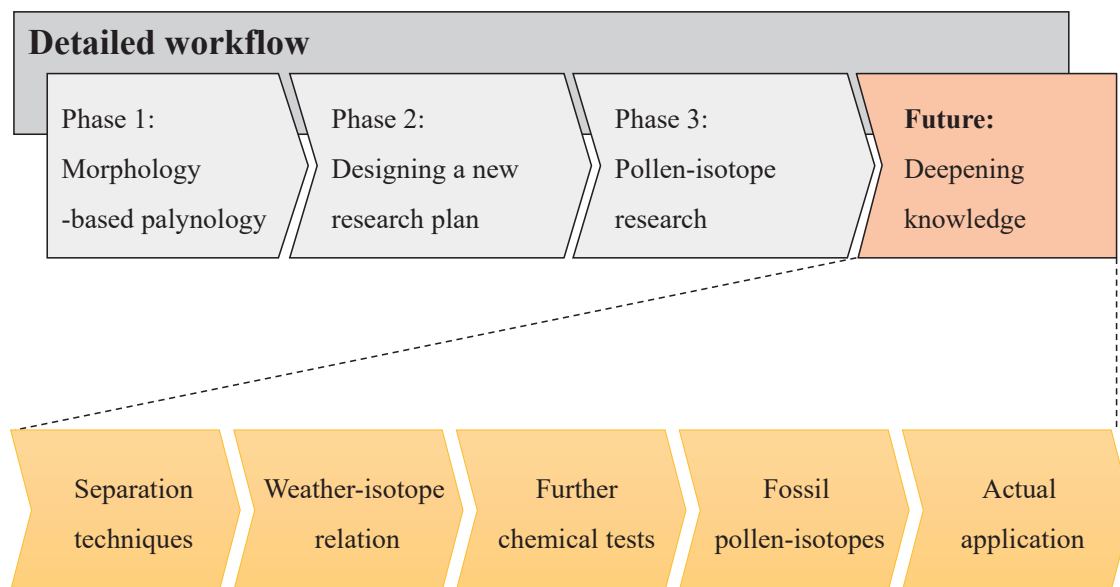 Detailed workflow
Phase 1:
Morphology
-based palynology
Phase 2:
Designing a new
research plan
Phase 3:
Pollen-isotope
research
Future:
Deepening
knowledge
Separation
techniques
Weather-isotope
relation
Further
chemical tests
Fossil
pollen-isotopes
Actual
application